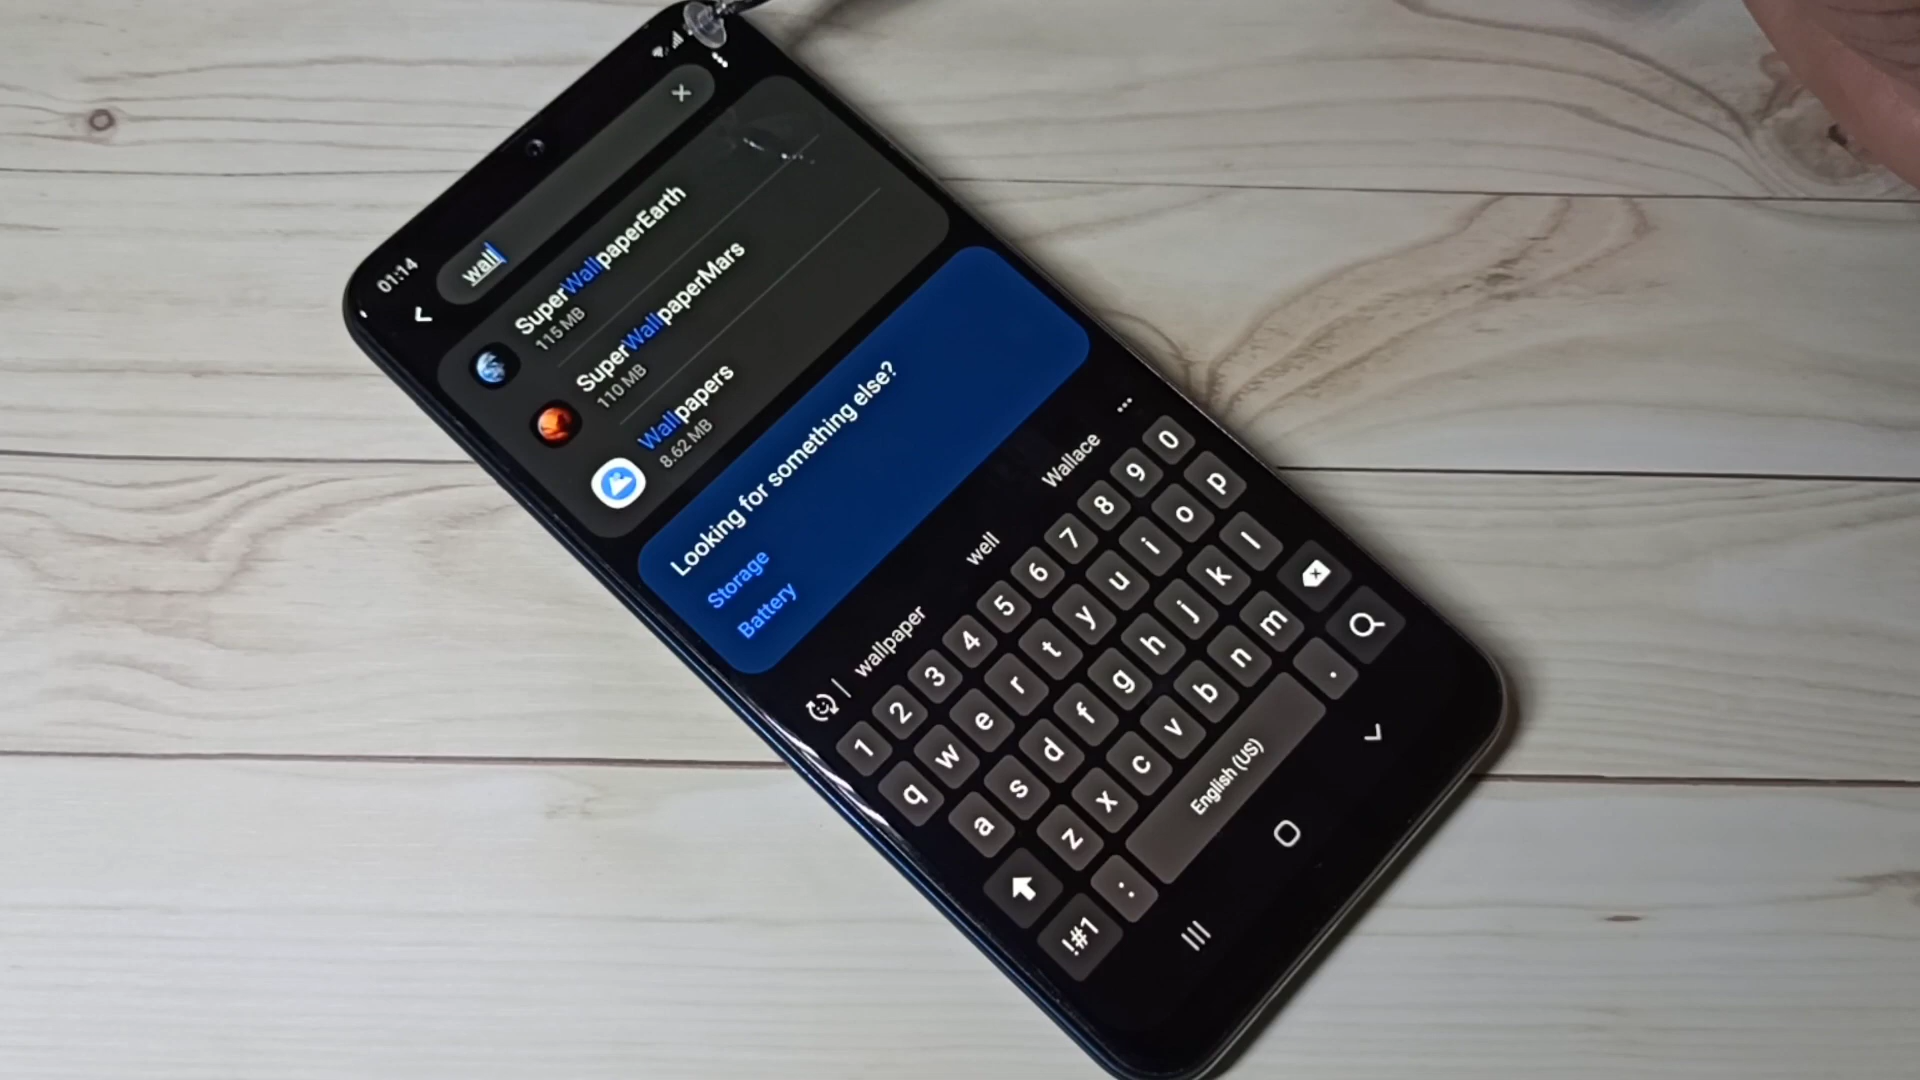 01:14
wall
SuperWallpaperEarth
115 MB
SuperWallpaperMars
110 MB
Wallpapers
8.62 MB
Looking for something else?
Storage
Battery
wallpaper well Wallace
1 2 3 4 5 6 7 8 9 0
q w e r t y u i o p
a s d f g h j k l
z x c v b n m
!#1 : English (US) .